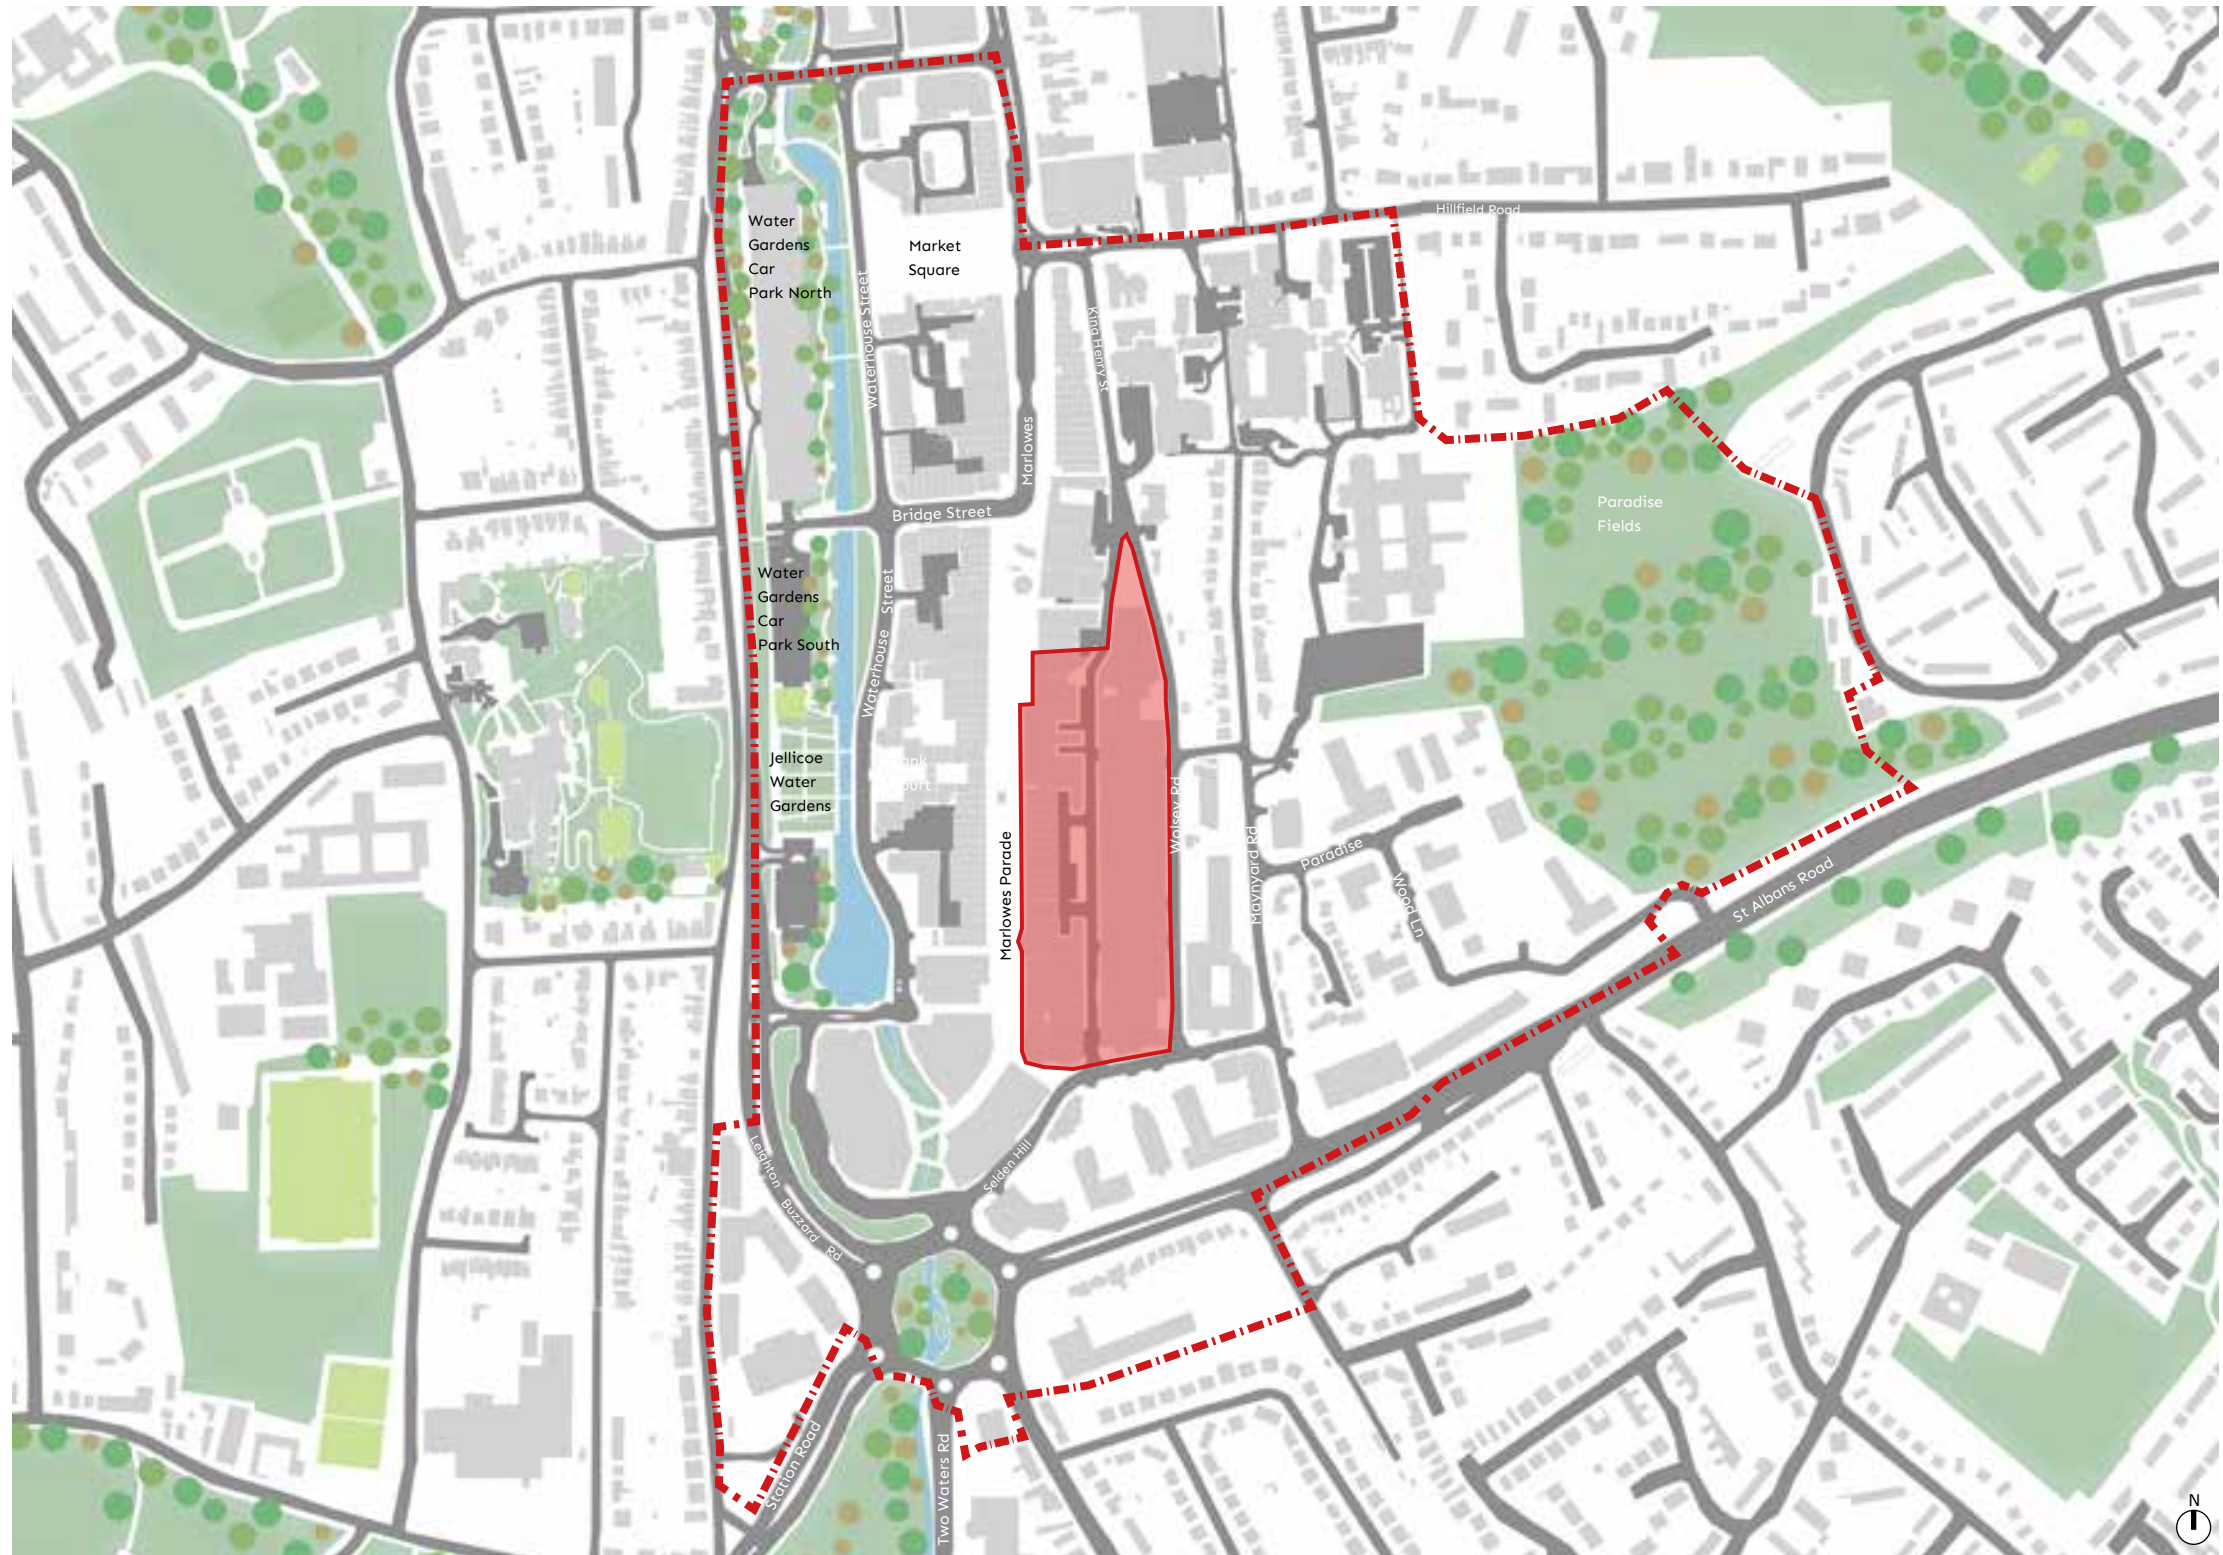 Hillfield Road
Water
Gardens
Car
Park North
Market
Square
Waterhouse Street
King Henry St
Marlowes
Bridge Street
Paradise
Fields
Water
Gardens
Car
Park South
Waterhouse Street
Jellicoe
Water
Gardens
Marlowes Parade
Wolsey Rd
Maynyard Rd
Paradise
Wood Ln
St Albans Road
Leighton Buzzard Rd
Selden Hill
Station Road
Two Waters Rd
N